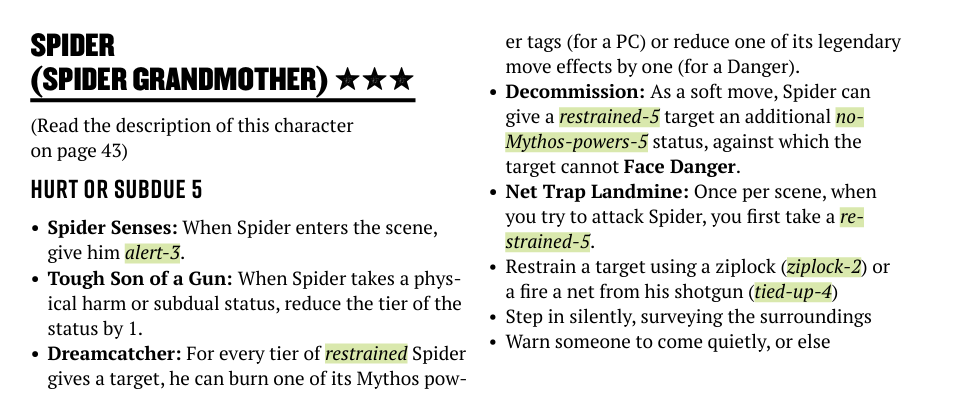 SPIDER
(SPIDER GRANDMOTHER) ★★★
(Read the description of this character
on page 43)
HURT OR SUBDUE 5
• Spider Senses: When Spider enters the scene,
give him alert-3.
• Tough Son of a Gun: When Spider takes a phys-
ical harm or subdual status, reduce the tier of the
status by 1.
• Dreamcatcher: For every tier of restrained Spider
gives a target, he can burn one of its Mythos pow-
er tags (for a PC) or reduce one of its legendary
move effects by one (for a Danger).
• Decommission: As a soft move, Spider can
give a restrained-5 target an additional no-
Mythos-powers-5 status, against which the
target cannot Face Danger.
• Net Trap Landmine: Once per scene, when
you try to attack Spider, you first take a re-
strained-5.
• Restrain a target using a ziplock (ziplock-2) or
a fire a net from his shotgun (tied-up-4)
• Step in silently, surveying the surroundings
• Warn someone to come quietly, or else